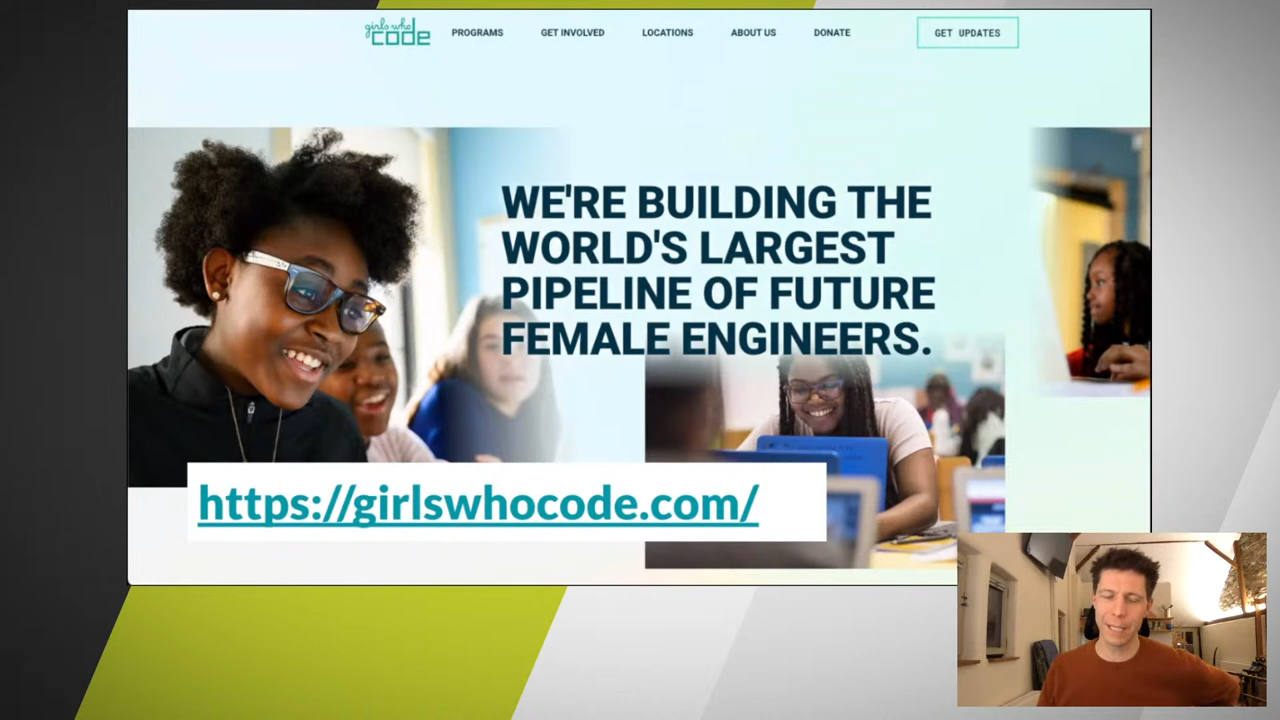 girls who
code
PROGRAMS
GET INVOLVED
LOCATIONS
ABOUT US
DONATE
GET UPDATES
WE'RE BUILDING THE
WORLD'S LARGEST
PIPELINE OF FUTURE
FEMALE ENGINEERS.
https://girlswhocode.com/